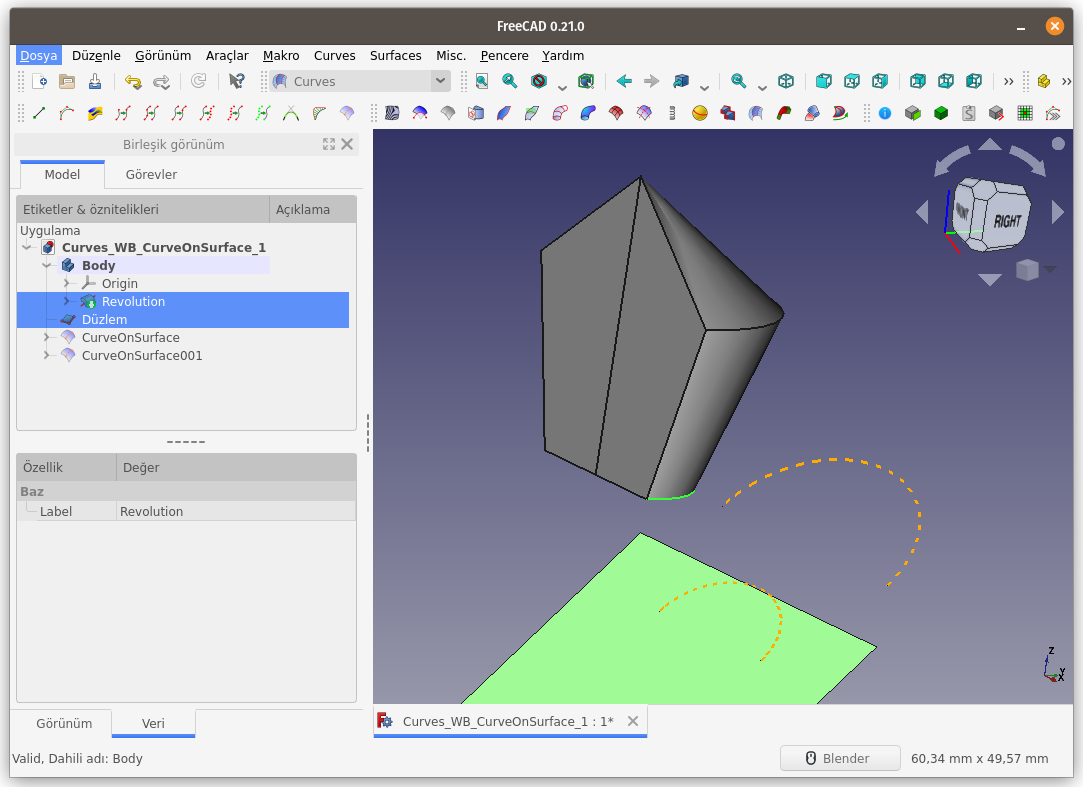 FreeCAD 0.21.0
Dosya Düzenle Görünüm Araçlar Makro Curves Surfaces Misc. Pencere Yardım
Curves
Birleşik görünüm
Model Görevler
Etiketler & öznitelikleri Açıklama
Uygulama
Curves_WB_CurveOnSurface_1
Body
Origin
Revolution
Düzlem
CurveOnSurface
CurveOnSurface001
Özellik Değer
Baz
Label Revolution
Görünüm Veri
RIGHT
Z
Y
X
Curves_WB_CurveOnSurface_1 : 1*
Valid, Dahili adı: Body
Blender 60,34 mm x 49,57 mm